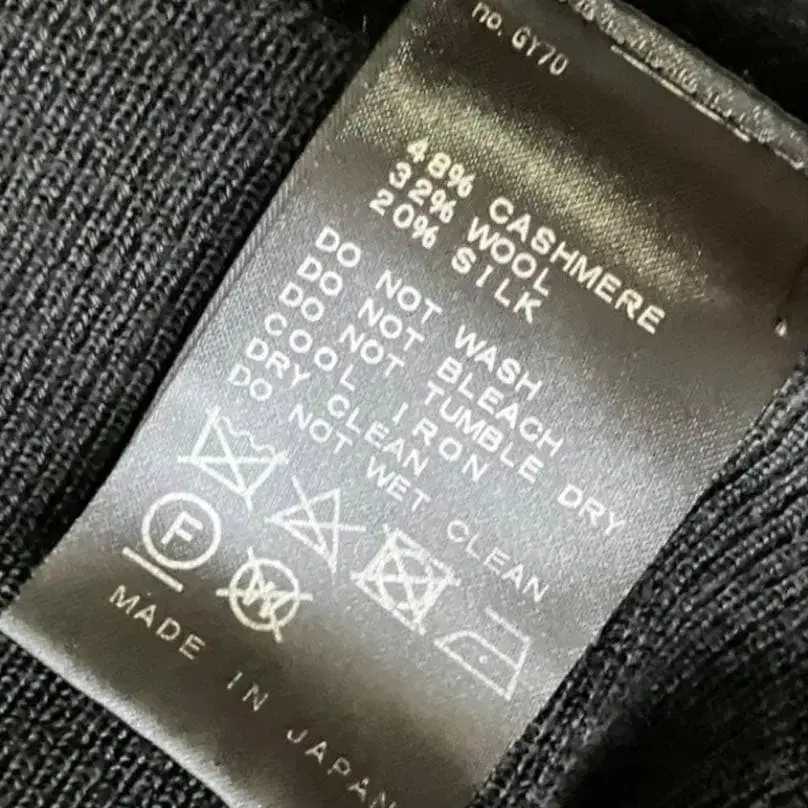 no. GY70
48% CASHMERE
32% WOOL
20% SILK
DO NOT WASH
DO NOT BLEACH
DO NOT TUMBLE DRY
COOL IRON
DRY CLEAN
DO NOT WET CLEAN
F W
MADE IN JAPAN